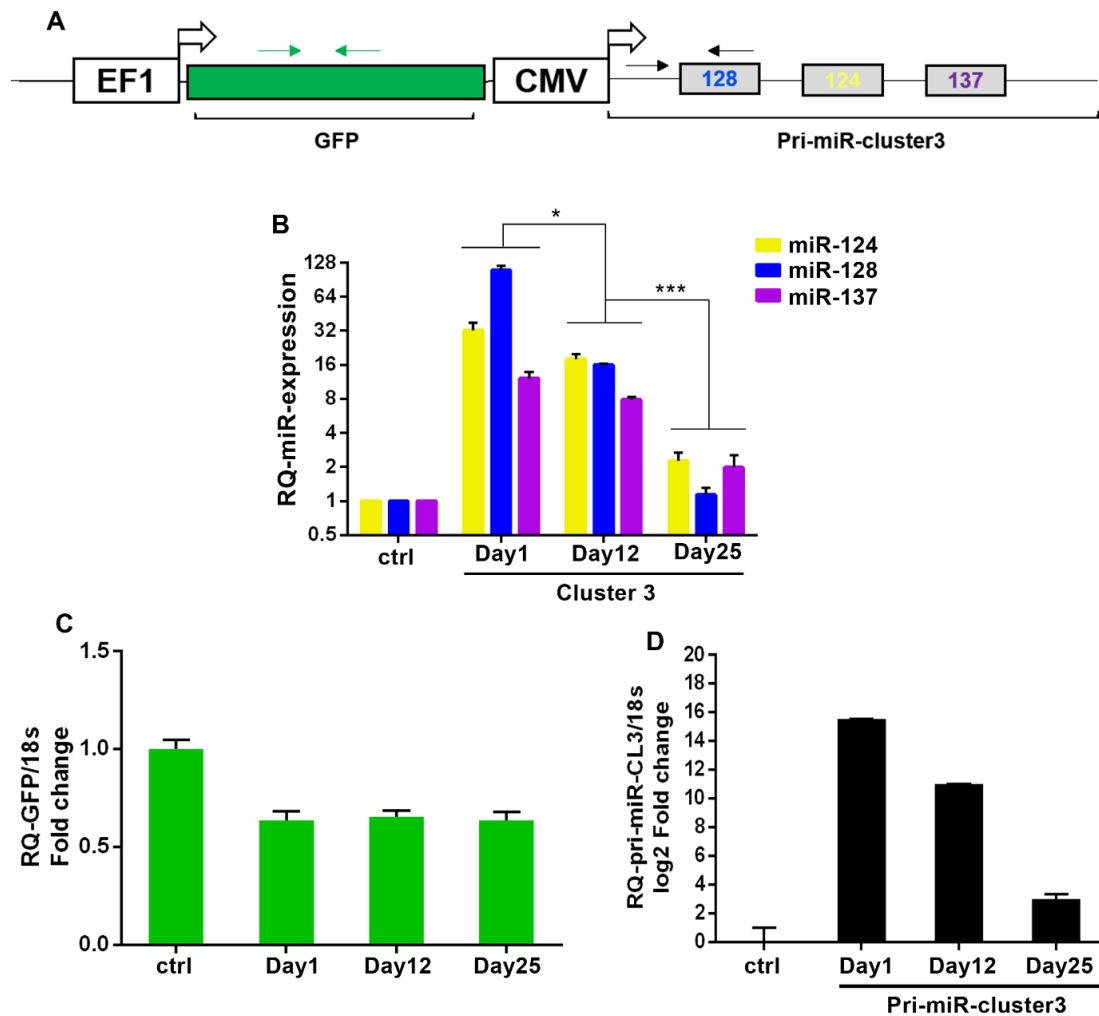 A
EF1
CMV
128
124
137
GFP
Pri-miR-cluster3
B
RQ-miR-expression
128
64
32
16
8
4
2
1
0.5
*
***
miR-124
miR-128
miR-137
ctrl
Day1
Day12
Day25
Cluster 3
C
RQ-GFP/18s
Fold change
1.5
1.0
0.5
0.0
ctrl
Day1
Day12
Day25
D
RQ-pri-miR-CL3/18s
log2 Fold change
20
18
16
14
12
10
8
6
4
2
0
ctrl
Day1
Day12
Day25
Pri-miR-cluster3